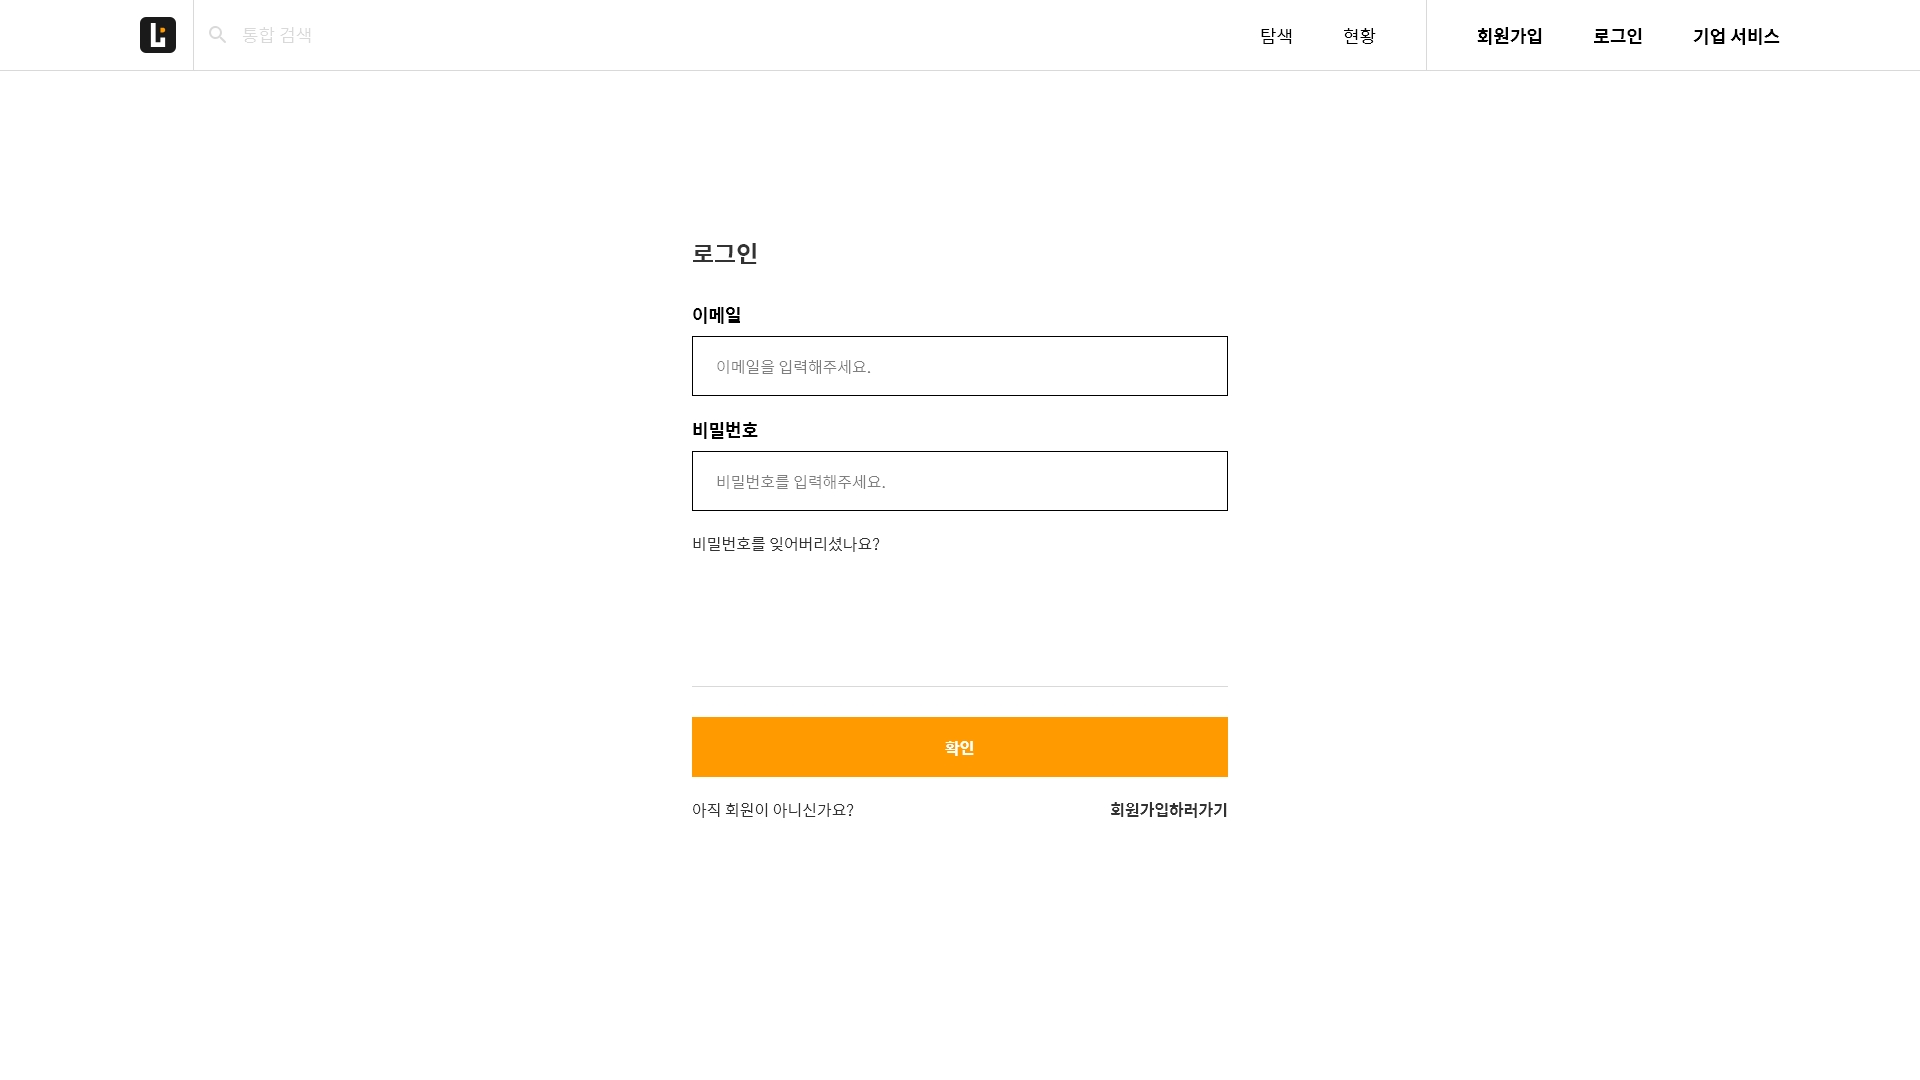 통합 검색
탐색
현황
회원가입
로그인
기업 서비스
로그인
이메일
이메일을 입력해주세요.
비밀번호
비밀번호를 입력해주세요.
비밀번호를 잊어버리셨나요?
확인
아직 회원이 아니신가요?
회원가입하러가기